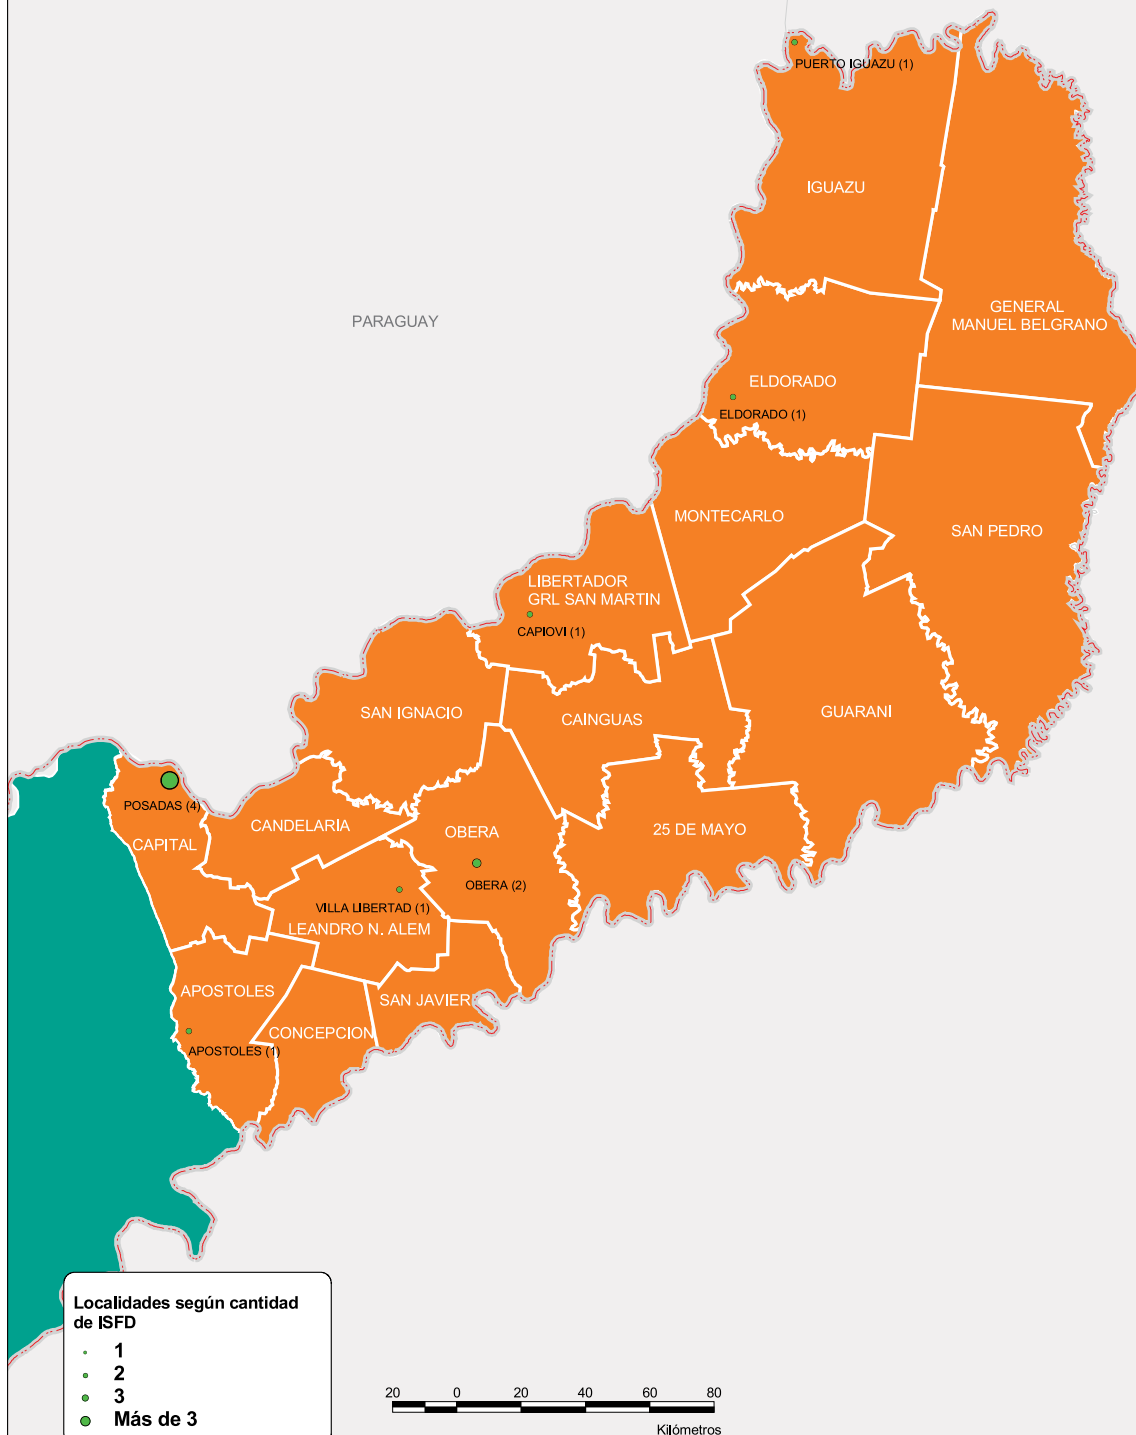 PUERTO IGUAZU (1)
IGUAZU
GENERAL
MANUEL BELGRANO
PARAGUAY
ELDORADO
ELDORADO (1)
MONTECARLO
SAN PEDRO
LIBERTADOR
GRL SAN MARTIN
CAPIOVI (1)
SAN IGNACIO
CAINGUAS
GUARANI
POSADAS (4)
CAPITAL
CANDELARIA
OBERA
25 DE MAYO
OBERA (2)
VILLA LIBERTAD (1)
LEANDRO N. ALEM
APOSTOLES
SAN JAVIER
CONCEPCION
APOSTOLES (1)
Localidades según cantidad
de ISFD
1
2
3
Más de 3
20 0 20 40 60 80
Kilómetros